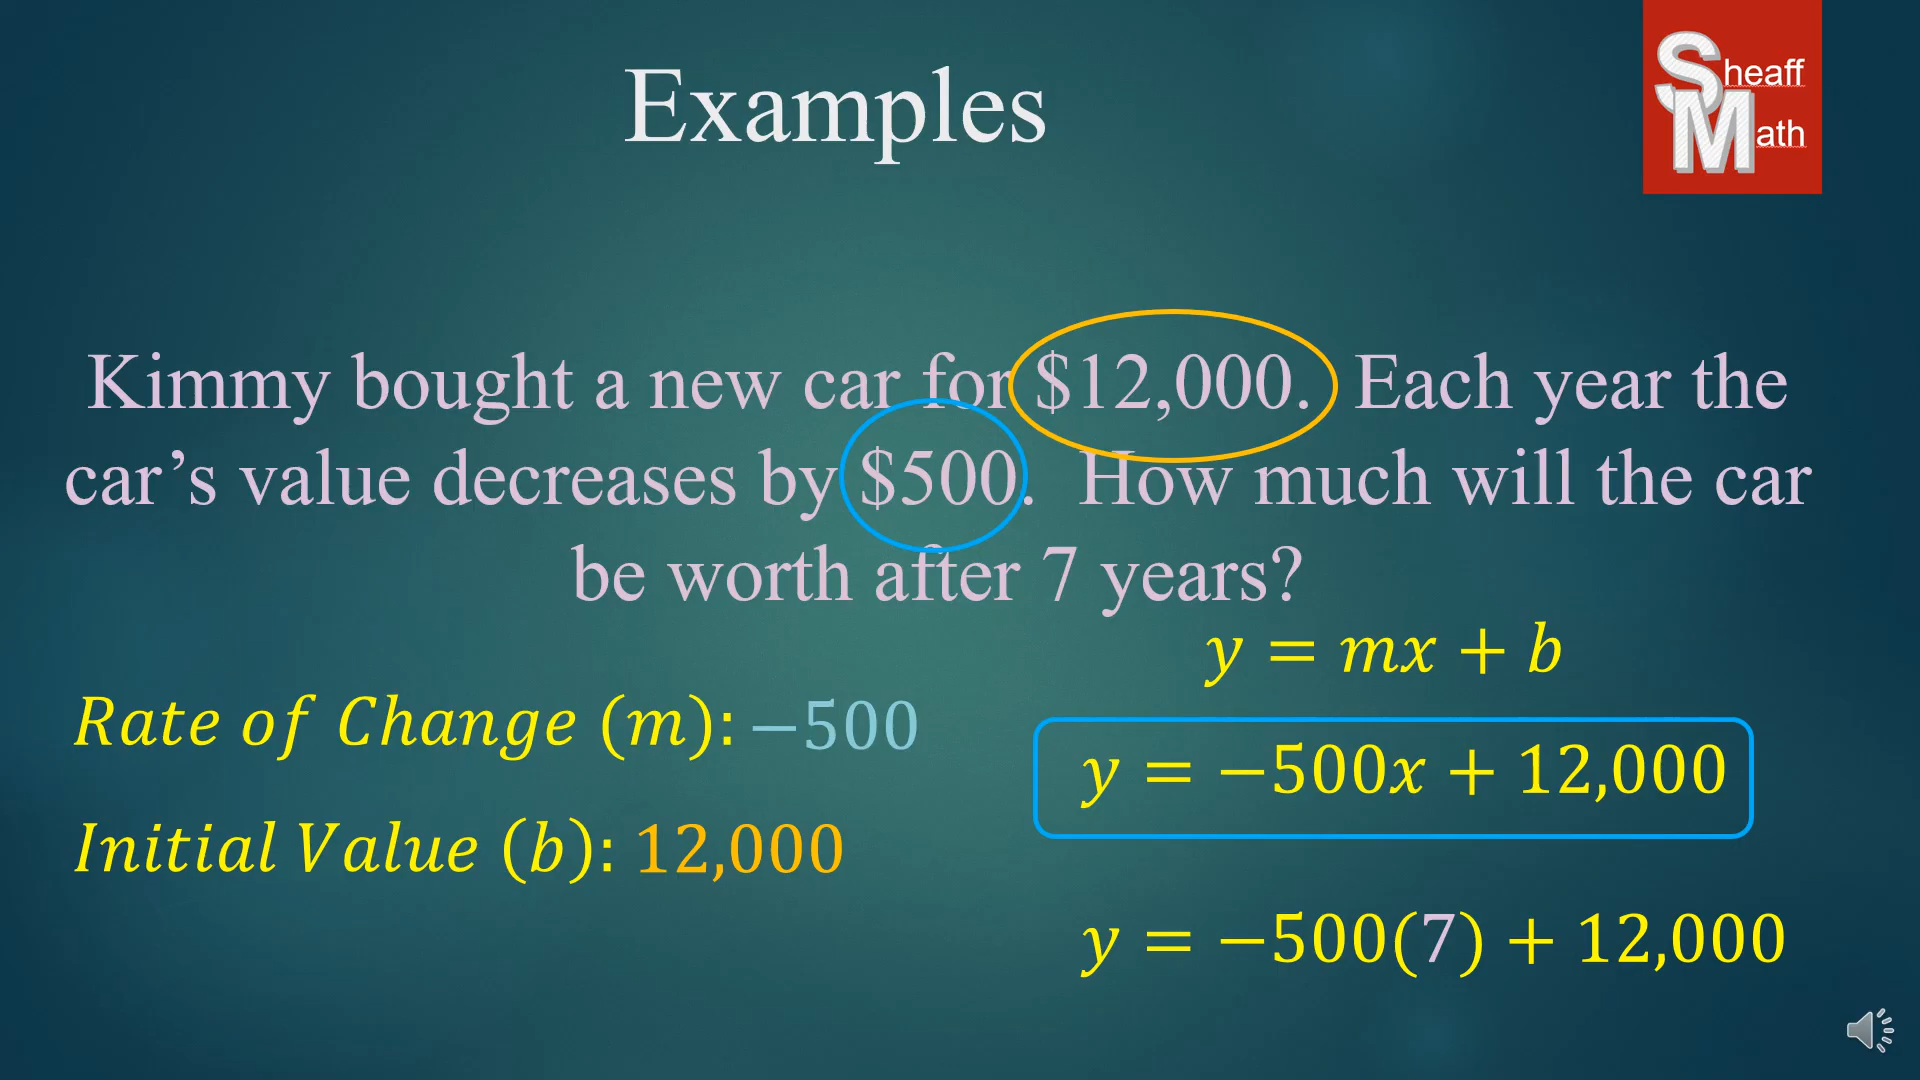 Examples
Sheaff
Math
Kimmy bought a new car for $12,000. Each year the
car’s value decreases by $500. How much will the car
be worth after 7 years?
y = mx + b
Rate of Change (m): −500
y = −500x + 12,000
Initial Value (b): 12,000
y = −500(7) + 12,000